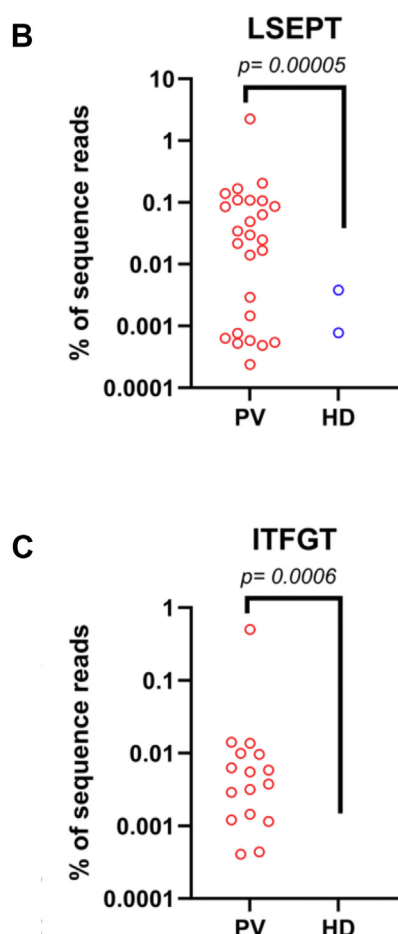 B
LSEPT
p= 0.00005
% of sequence reads
10
1
0.1
0.01
0.001
0.0001
PV HD
C
ITFGT
p= 0.0006
% of sequence reads
1
0.1
0.01
0.001
0.0001
PV HD